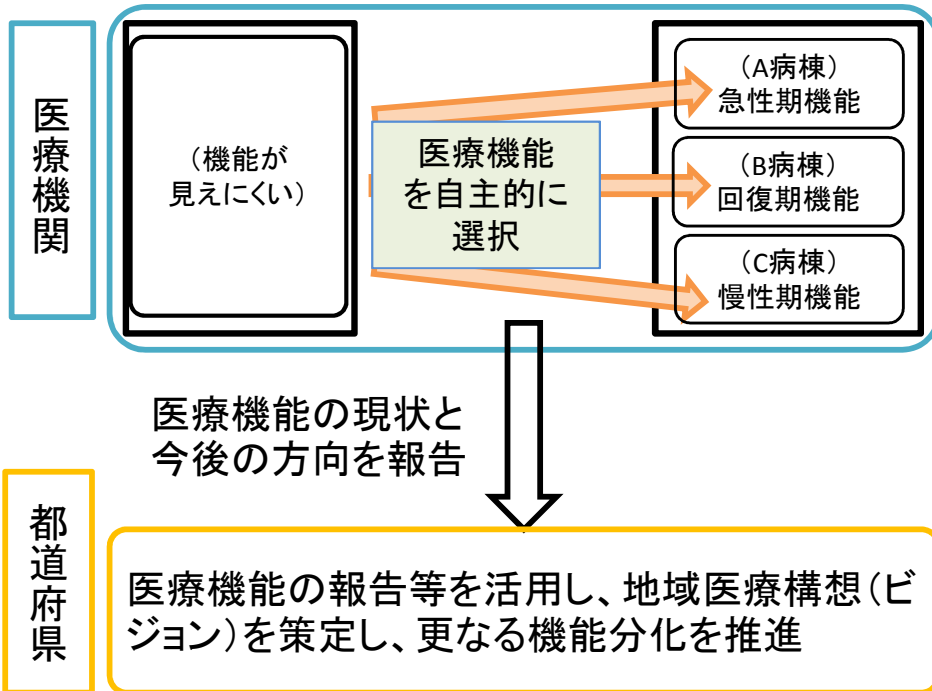 医療機関
（機能が
見えにくい）
医療機能
を自主的に
選択
（A病棟）
急性期機能
（B病棟）
回復期機能
（C病棟）
慢性期機能
医療機能の現状と
今後の方向を報告
都道府県
医療機能の報告等を活用し、地域医療構想（ビ
ジョン）を策定し、更なる機能分化を推進